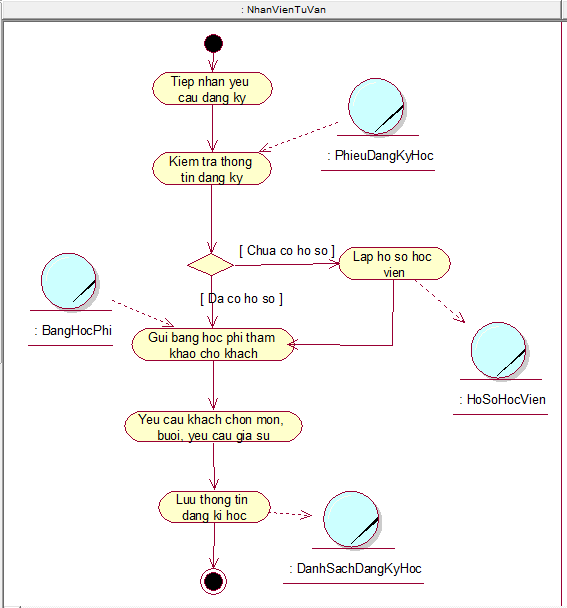 : NhanVienTuVan
Tiep nhan yeu
cau dang ky
: PhieuDangKyHoc
Kiem tra thong
tin dang ky
[ Chua co ho so ]
Lap ho so hoc
vien
[ Da co ho so ]
: BangHocPhi
Gui bang hoc phi tham
khao cho khach
: HoSoHocVien
Yeu cau khach chon mon,
buoi, yeu cau gia su
Luu thong tin
dang ki hoc
: DanhSachDangKyHoc